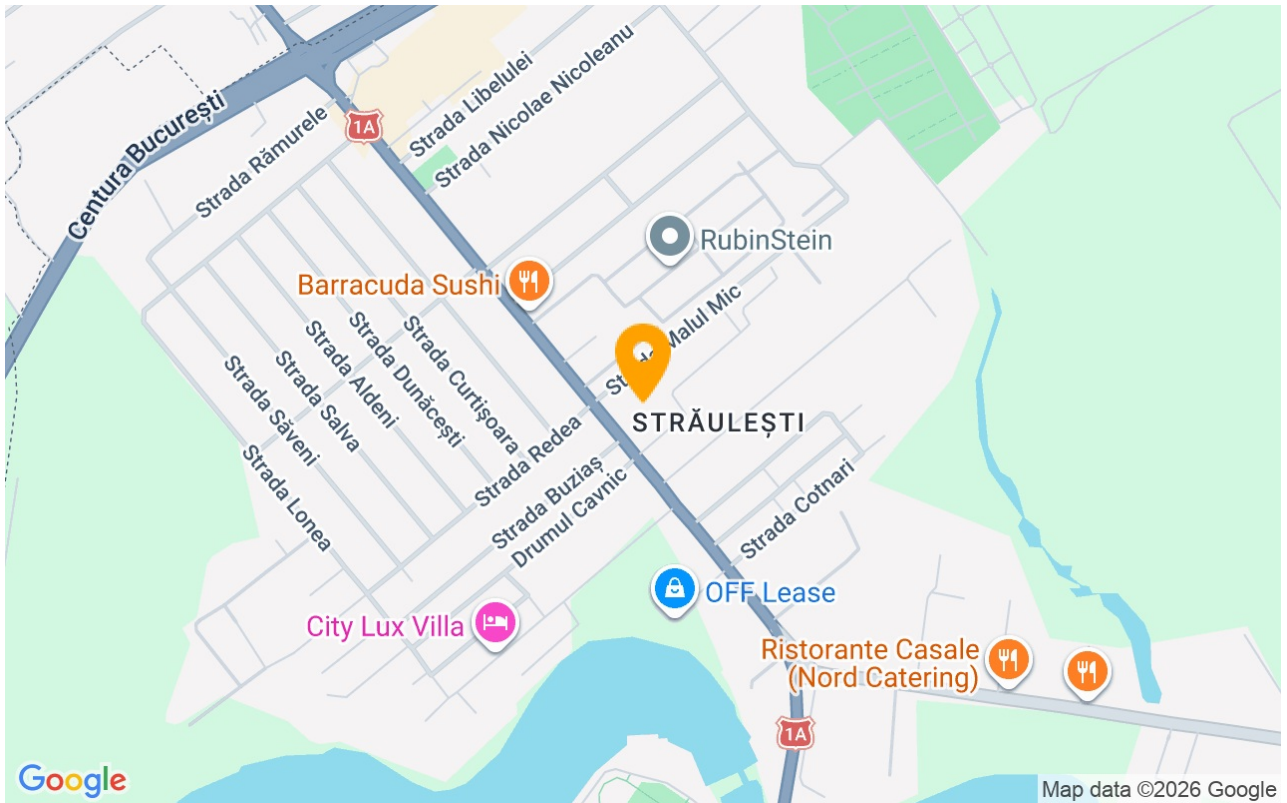 Strada Libelulei
Strada Nicolae Nicoleanu
1A
Strada Rămurele
Centura București
RubinStein
Barracuda Sushi
Strada Malul Mic
Strada Curtișoara
Strada Dunăcești
Strada Aldeni
Strada Salva
Strada Săveni
STRĂULEȘTI
Strada Redea
Strada Buziaș
Drumul Cavnic
Strada Lonea
Strada Cotnari
OFF Lease
City Lux Villa
Ristorante Casale
(Nord Catering)
1A
Google
Map data ©2026 Google